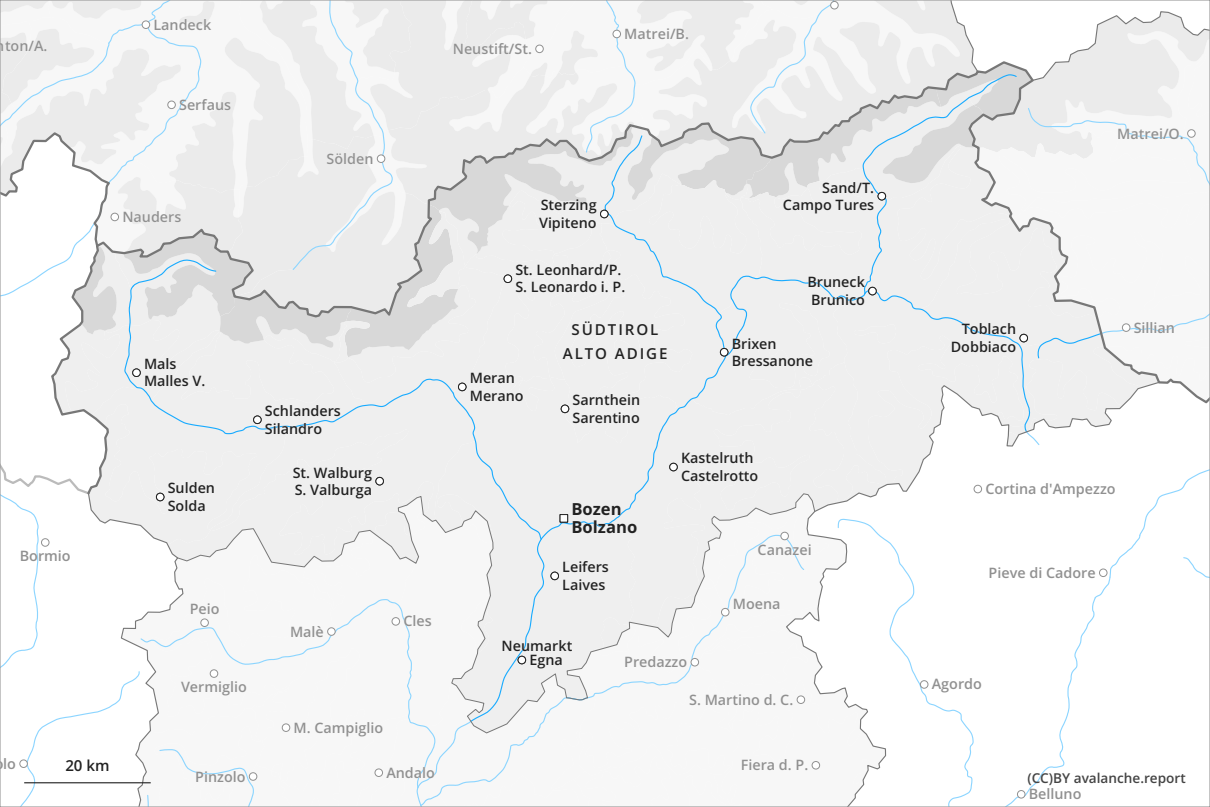 Landeck
nton/A.
Neustift/St.
Matrei/B.
Serfaus
Matrei/O.
Sölden
Sand/T.
Campo Tures
Nauders
Sterzing
Vipiteno
St. Leonhard/P.
S. Leonardo i. P.
Bruneck
Brunico
SÜDTIROL
ALTO ADIGE
Toblach
Dobbiaco
Sillian
Brixen
Bressanone
Mals
Malles V.
Meran
Merano
Schlanders
Silandro
Sarnthein
Sarentino
Kastelruth
Castelrotto
St. Walburg
S. Valburga
Sulden
Solda
Cortina d'Ampezzo
Bozen
Bolzano
Bormio
Canazei
Leifers
Laives
Pieve di Cadore
Peio
Malè
Cles
Moena
Neumarkt
Egna
Predazzo
Vermiglio
Agordo
S. Martino d. C.
M. Campiglio
olo
20 km
Pinzolo
Andalo
Fiera d. P.
(CC)BY avalanche.report
Belluno